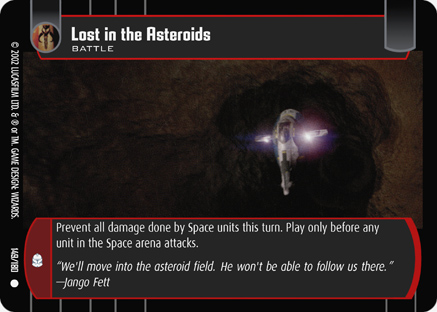 Lost in the Asteroids
BATTLE
Prevent all damage done by Space units this turn. Play only before any
unit in the Space arena attacks.
“We'll move into the asteroid field. He won't be able to follow us there.”
—Jango Fett
© 2002 LUCASFILM LTD. & ® or TM. GAME DESIGN: WIZARDS.
149/180